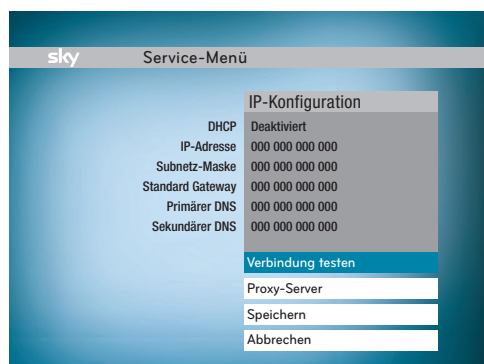 sky Service-Menü
IP-Konfiguration
DHCP Deaktiviert
IP-Adresse 000 000 000 000
Subnetz-Maske 000 000 000 000
Standard Gateway 000 000 000 000
Primärer DNS 000 000 000 000
Sekundärer DNS 000 000 000 000
Verbindung testen
Proxy-Server
Speichern
Abbrechen